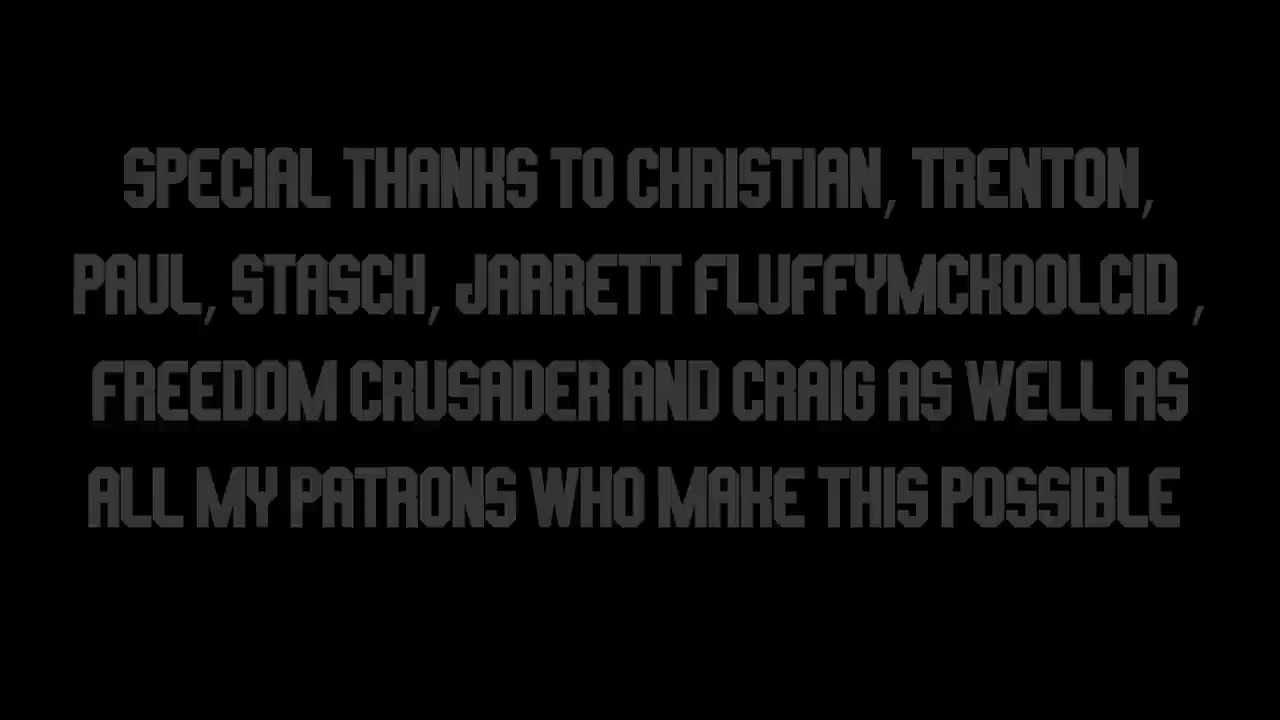 SPECIAL THANKS TO CHRISTIAN, TRENTON,
PAUL, STASCH, JARRETT FLUFFYMCKOOLCID ,
FREEDOM CRUSADER AND CRAIG AS WELL AS
ALL MY PATRONS WHO MAKE THIS POSSIBLE